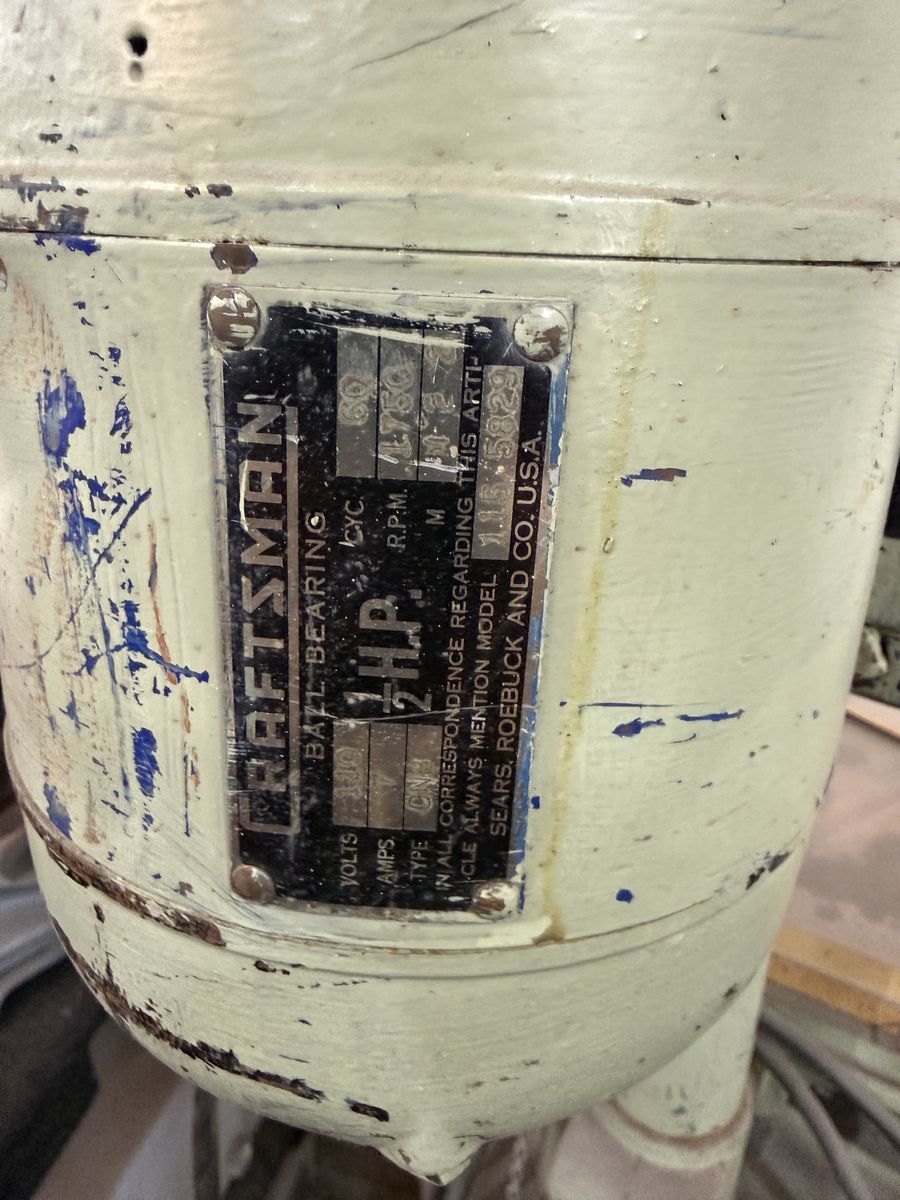 CRAFTSMAN
BALL BEARING
VOLTS CYC. 60
AMPS 1/2 H.P. R.P.M. 1750
TYPE M
IN ALL CORRESPONDENCE REGARDING THIS ARTI-
CLE ALWAYS MENTION MODEL 115 5829
SEARS, ROEBUCK AND CO. U.S.A.